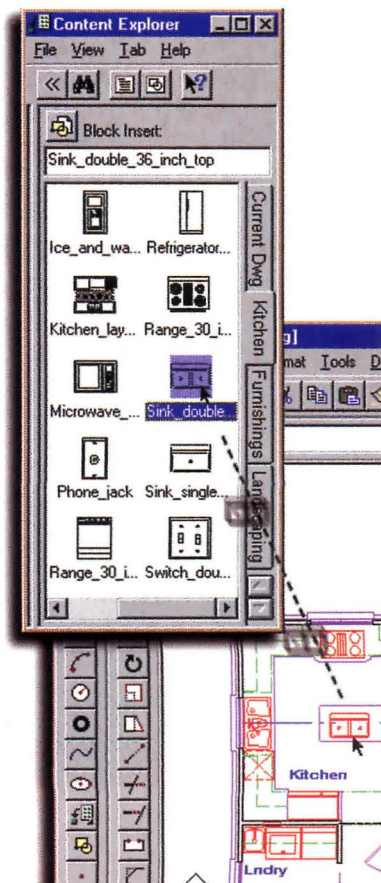 Content Explorer
File View Tab Help
Block Insert:
Sink_double_36_inch_top
Ice_and_wa... Refrigerator...
Kitchen_lay... Range_30_i...
Microwave_... Sink_double...
Phone_jack Sink_single...
Range_30_i... Switch_dou...
Current Dwg
Kitchen
Furnishings
Landscaping
g]
mat Tools D
Kitchen
Lndry